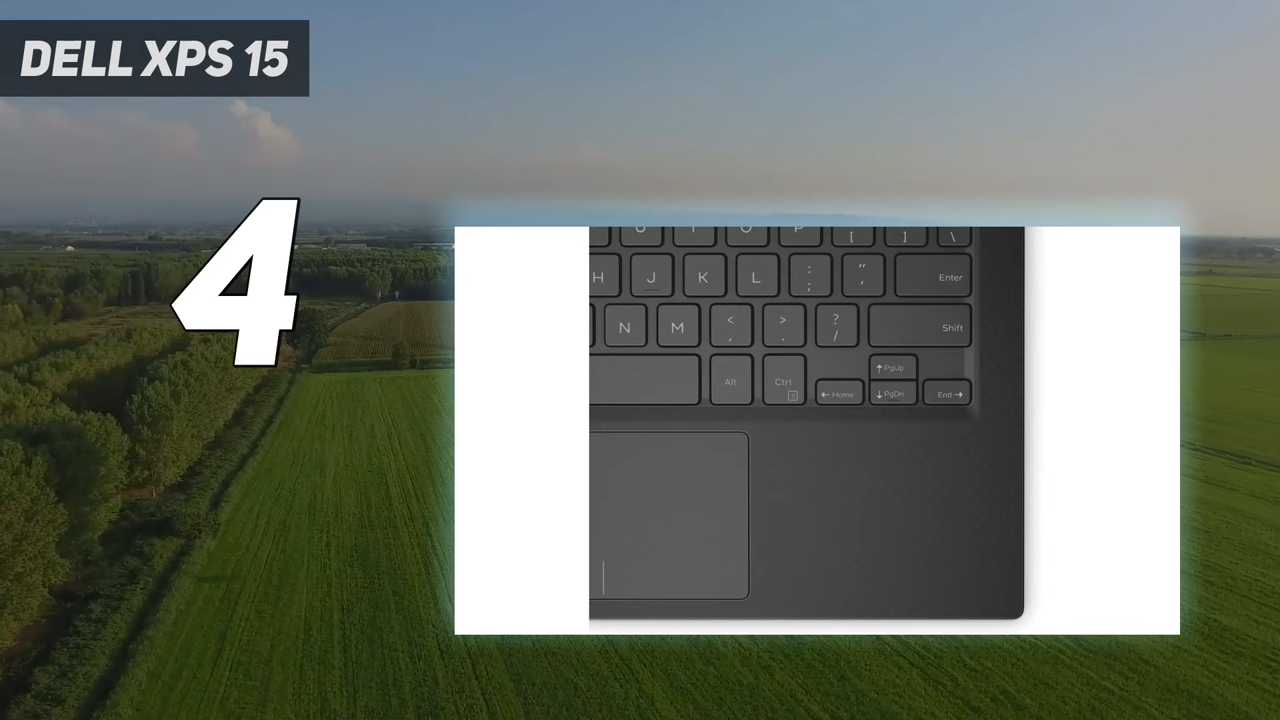 DELL XPS 15
4
U I O P [ ] \
H J K L : ; " ' Enter
N M < , > . ? / Shift
Alt Ctrl ← Home ↑ PgUp ↓ PgDn End →